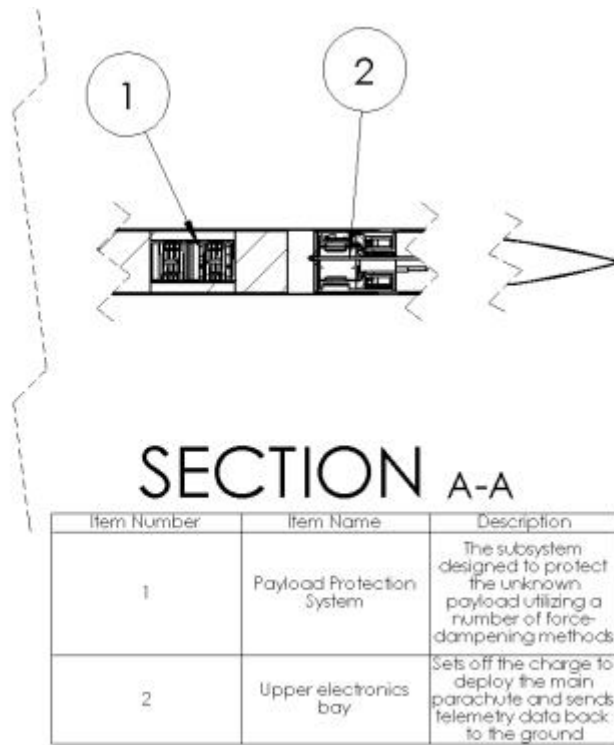 1
2
SECTION A-A
Item Number Item Name Description
1 Payload Protection System The subsystem designed to protect the unknown payload utilizing a number of force-dampening methods
2 Upper electronics bay Sets off the charge to deploy the main parachute and sends telemetry data back to the ground